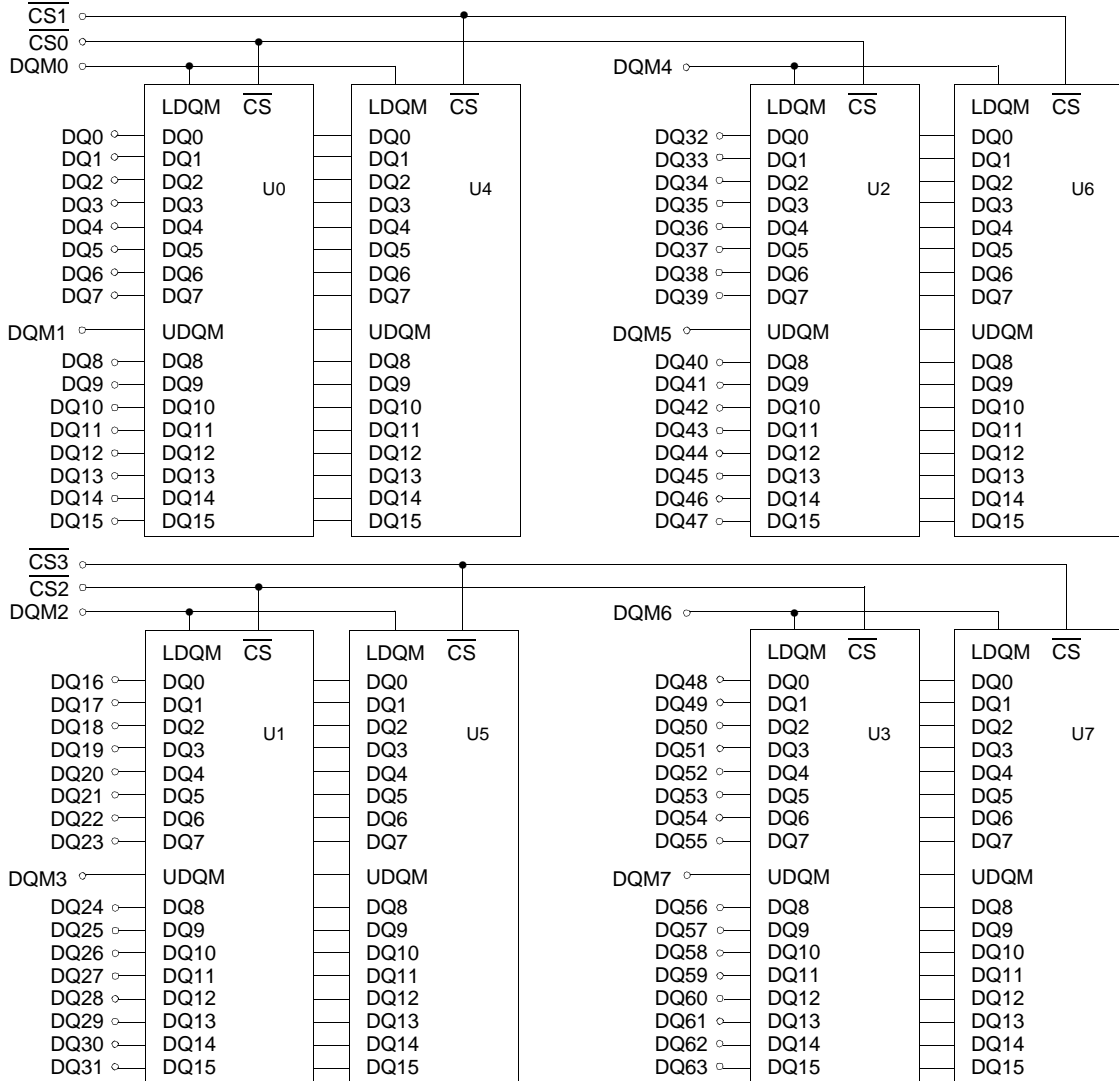 CS1
CS0
DQM0 DQM4
LDQM CS LDQM CS LDQM CS LDQM CS
DQ0 DQ0 DQ0 DQ32 DQ0 DQ0
DQ1 DQ1 DQ1 DQ33 DQ1 DQ1
DQ2 DQ2 DQ2 DQ34 DQ2 DQ2
U0 U4 U2 U6
DQ3 DQ3 DQ3 DQ35 DQ3 DQ3
DQ4 DQ4 DQ4 DQ36 DQ4 DQ4
DQ5 DQ5 DQ5 DQ37 DQ5 DQ5
DQ6 DQ6 DQ6 DQ38 DQ6 DQ6
DQ7 DQ7 DQ7 DQ39 DQ7 DQ7
DQM1 UDQM UDQM DQM5 UDQM UDQM
DQ8 DQ8 DQ8 DQ40 DQ8 DQ8
DQ9 DQ9 DQ9 DQ41 DQ9 DQ9
DQ10 DQ10 DQ10 DQ42 DQ10 DQ10
DQ11 DQ11 DQ11 DQ43 DQ11 DQ11
DQ12 DQ12 DQ12 DQ44 DQ12 DQ12
DQ13 DQ13 DQ13 DQ45 DQ13 DQ13
DQ14 DQ14 DQ14 DQ46 DQ14 DQ14
DQ15 DQ15 DQ15 DQ47 DQ15 DQ15
CS3
CS2
DQM2 DQM6
LDQM CS LDQM CS LDQM CS LDQM CS
DQ16 DQ0 DQ0 DQ48 DQ0 DQ0
DQ17 DQ1 DQ1 DQ49 DQ1 DQ1
DQ18 DQ2 DQ2 DQ50 DQ2 DQ2
U1 U5 U3 U7
DQ19 DQ3 DQ3 DQ51 DQ3 DQ3
DQ20 DQ4 DQ4 DQ52 DQ4 DQ4
DQ21 DQ5 DQ5 DQ53 DQ5 DQ5
DQ22 DQ6 DQ6 DQ54 DQ6 DQ6
DQ23 DQ7 DQ7 DQ55 DQ7 DQ7
DQM3 UDQM UDQM DQM7 UDQM UDQM
DQ24 DQ8 DQ8 DQ56 DQ8 DQ8
DQ25 DQ9 DQ9 DQ57 DQ9 DQ9
DQ26 DQ10 DQ10 DQ58 DQ10 DQ10
DQ27 DQ11 DQ11 DQ59 DQ11 DQ11
DQ28 DQ12 DQ12 DQ60 DQ12 DQ12
DQ29 DQ13 DQ13 DQ61 DQ13 DQ13
DQ30 DQ14 DQ14 DQ62 DQ14 DQ14
DQ31 DQ15 DQ15 DQ63 DQ15 DQ15